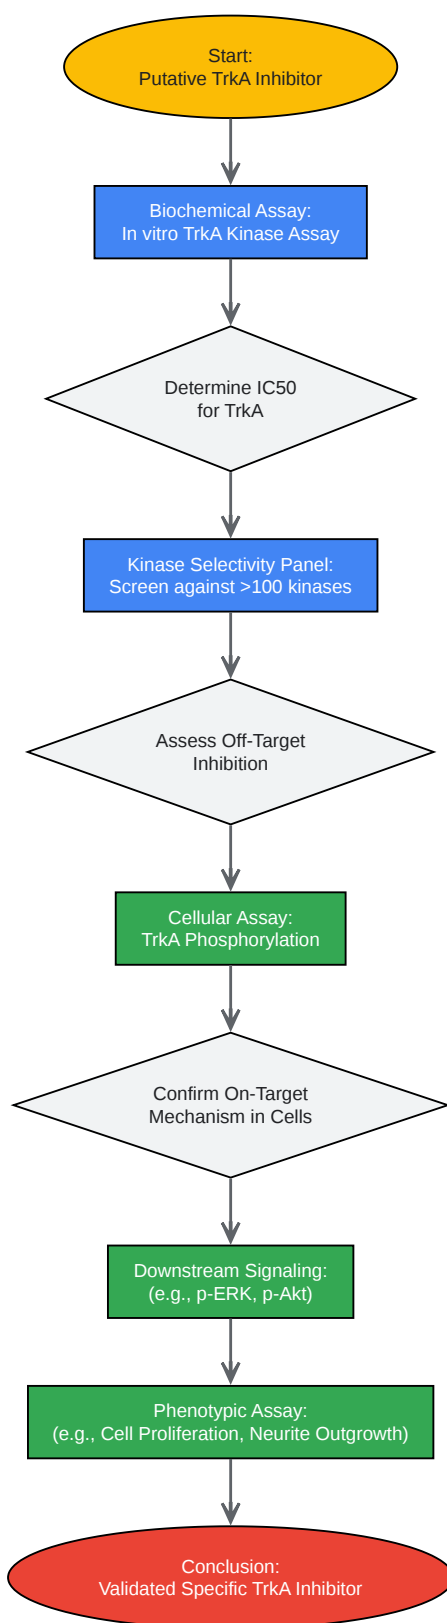 Start:
Putative TrkA Inhibitor
Biochemical Assay:
In vitro TrkA Kinase Assay
Determine IC50
for TrkA
Kinase Selectivity Panel:
Screen against >100 kinases
Assess Off-Target
Inhibition
Cellular Assay:
TrkA Phosphorylation
Confirm On-Target
Mechanism in Cells
Downstream Signaling:
(e.g., p-ERK, p-Akt)
Phenotypic Assay:
(e.g., Cell Proliferation, Neurite Outgrowth)
Conclusion:
Validated Specific TrkA Inhibitor